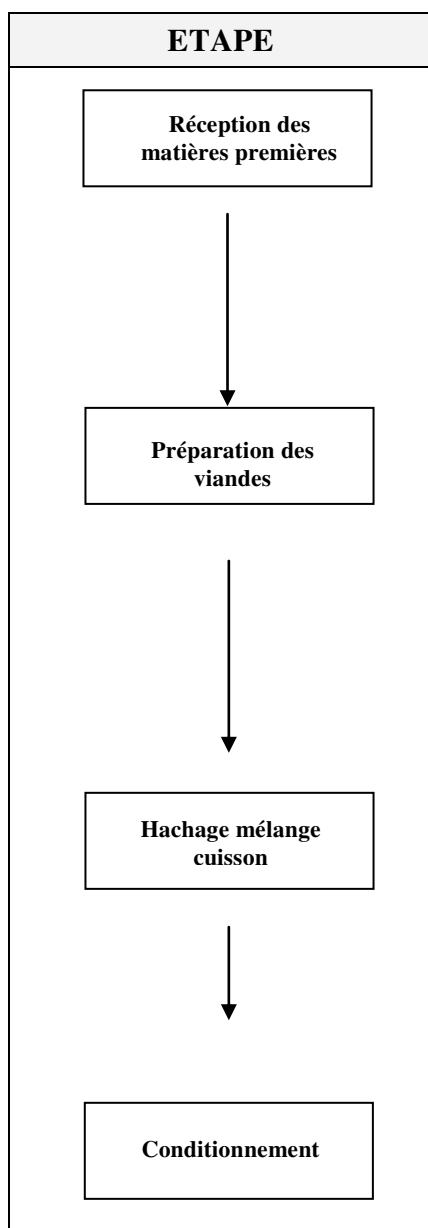 ETAPE
Réception des
matières premières
Préparation des
viandes
Hachage mélange
cuisson
Conditionnement